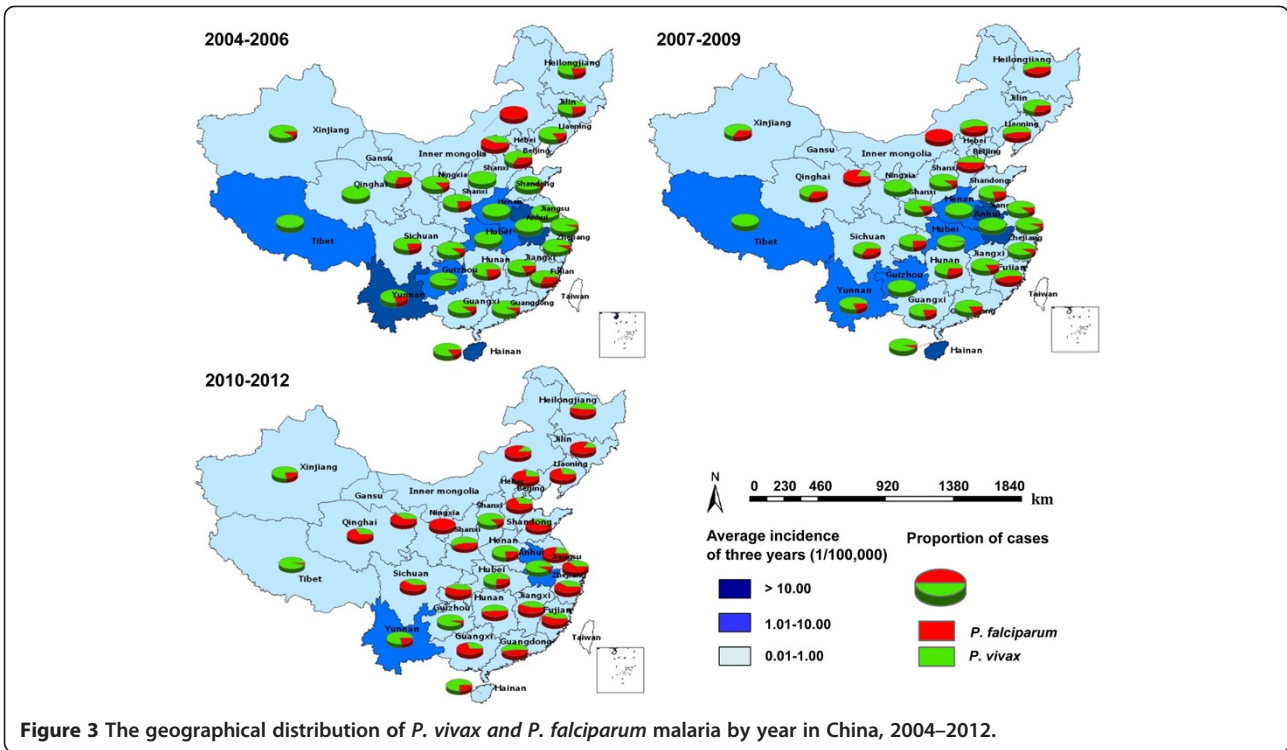 2004-2006
Heilongjiang
Jilin
Liaoning
Xinjiang
Gansu
Inner mongolia
Hebei
Beijing
Shanxi
Ningxia
Qinghai
Shandong
Shanxi
Henan
Jiangsu
Anhui
Tibet
Sichuan
Hubei
Zhejiang
Guizhou
Hunan
Jiangxi
Fujian
Yunnan
Guangxi
Guangdong
Taiwan
Hainan
2007-2009
Heilongjiang
Jilin
Liaoning
Xinjiang
Gansu
Inner mongolia
Hebei
Beijing
Shanxi
Ningxia
Qinghai
Shandong
Shanxi
Henan
Anhui
Tibet
Sichuan
Hubei
Zhejiang
Guizhou
Hunan
Jiangxi
Fujian
Yunnan
Guangxi
Taiwan
Hainan
2010-2012
Heilongjiang
Jilin
Liaoning
Xinjiang
Gansu
Inner mongolia
Hebei
Beijing
Shanxi
Ningxia
Qinghai
Shandong
Shanxi
Henan
Anhui
Jiangsu
Tibet
Sichuan
Hubei
Zhejiang
Guizhou
Hunan
Jiangxi
Fujian
Yunnan
Guangxi
Guangdong
Taiwan
Hainan
N
0 230 460 920 1380 1840 km
Average incidence
of three years (1/100,000)
> 10.00
1.01-10.00
0.01-1.00
Proportion of cases
P. falciparum
P. vivax
Figure 3 The geographical distribution of P. vivax and P. falciparum malaria by year in China, 2004–2012.